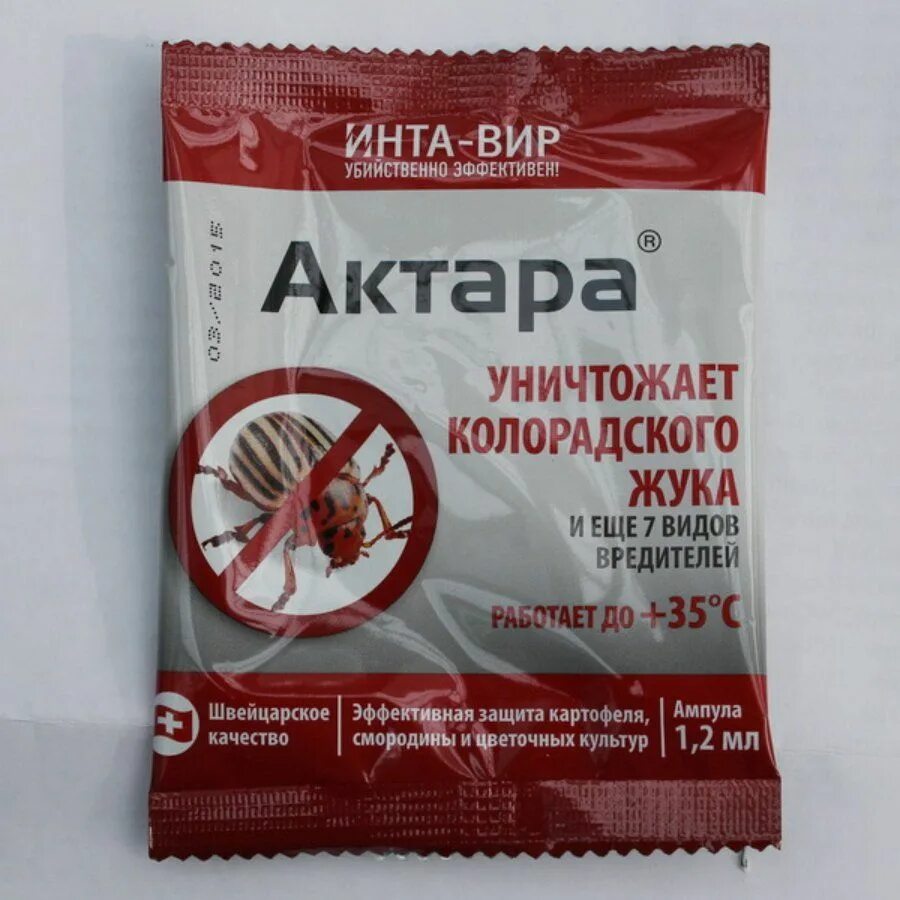 ИНТА-ВИР
УБИЙСТВЕННО ЭФФЕКТИВЕН!
Актара®
УНИЧТОЖАЕТ
КОЛОРАДСКОГО
ЖУКА
И ЕЩЕ 7 ВИДОВ
ВРЕДИТЕЛЕЙ
РАБОТАЕТ ДО +35°С
Швейцарское
качество
Эффективная защита картофеля,
смородины и цветочных культур
Ампула
1,2 мл